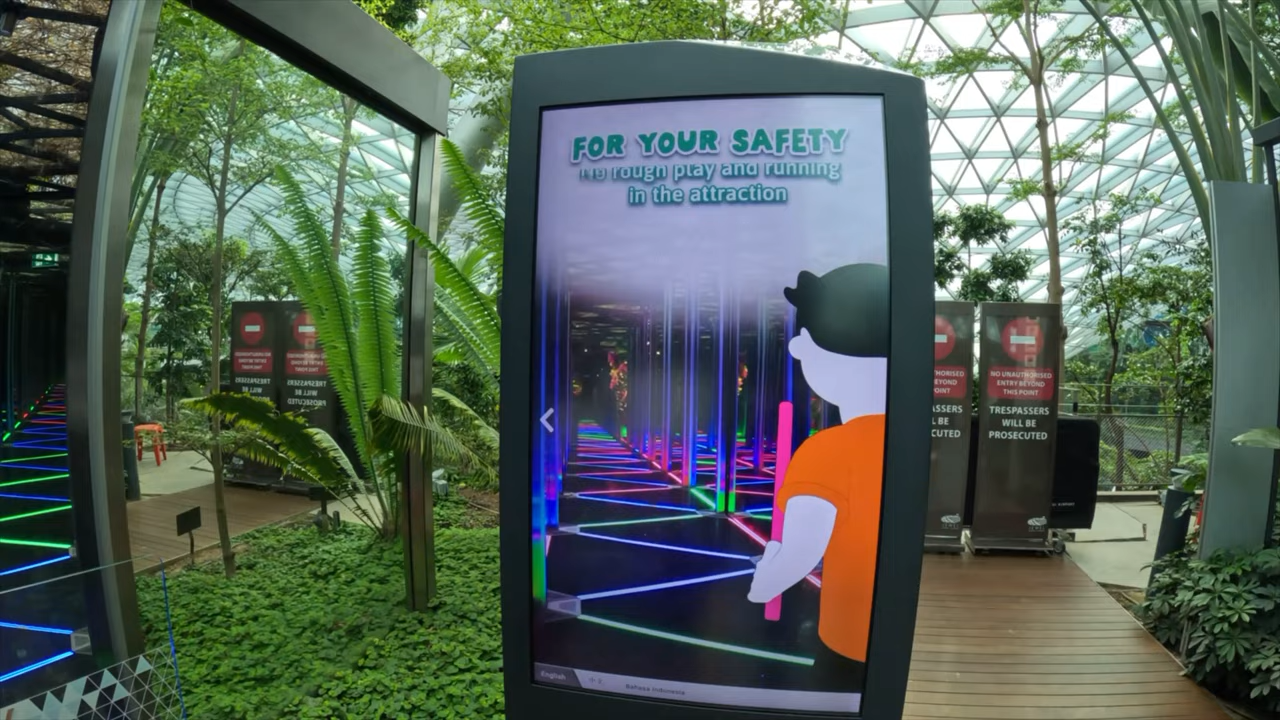 FOR YOUR SAFETY
No rough play and running
in the attraction
English
Bahasa Indonesia
NO UNAUTHORISED
ENTRY BEYOND
THIS POINT
TRESPASSERS
WILL BE
PROSECUTED